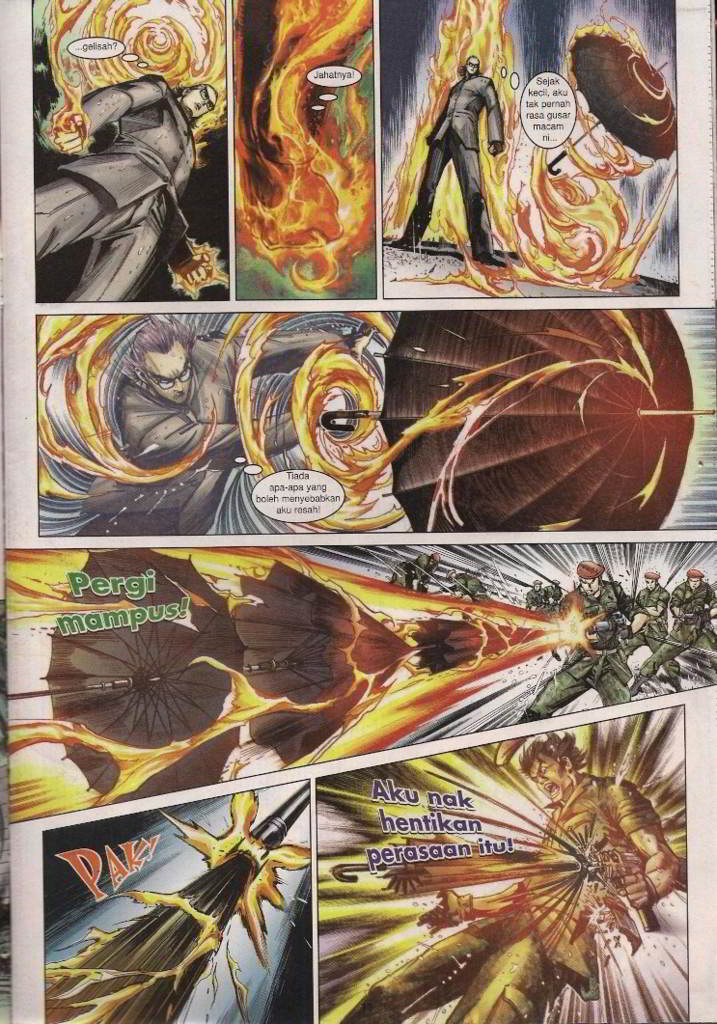 ...gelisah?
Jahatnya!
Sejak
kecil, aku
tak pernah
rasa gusar
macam
ni...
Tiada
apa-apa yang
boleh menyebabkan
aku resah!
Pergi
mampus!
PAK!
Aku nak
hentikan
perasaan itu!